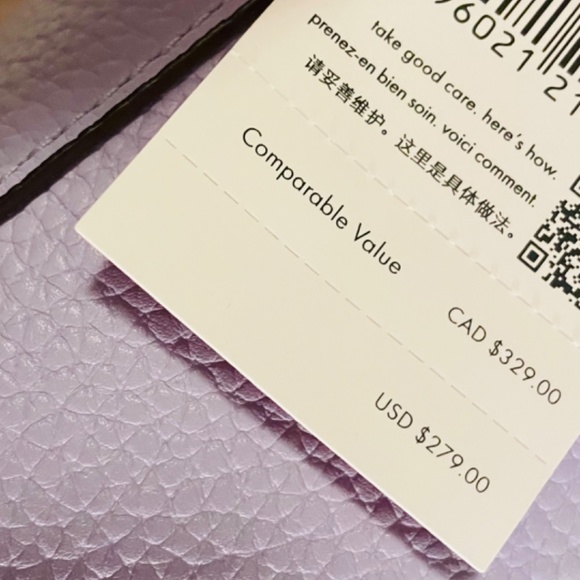 take good care. here's how.
prenez-en bien soin. voici comment.
请妥善维护。这里是具体做法。
Comparable Value
CAD $329.00
USD $279.00